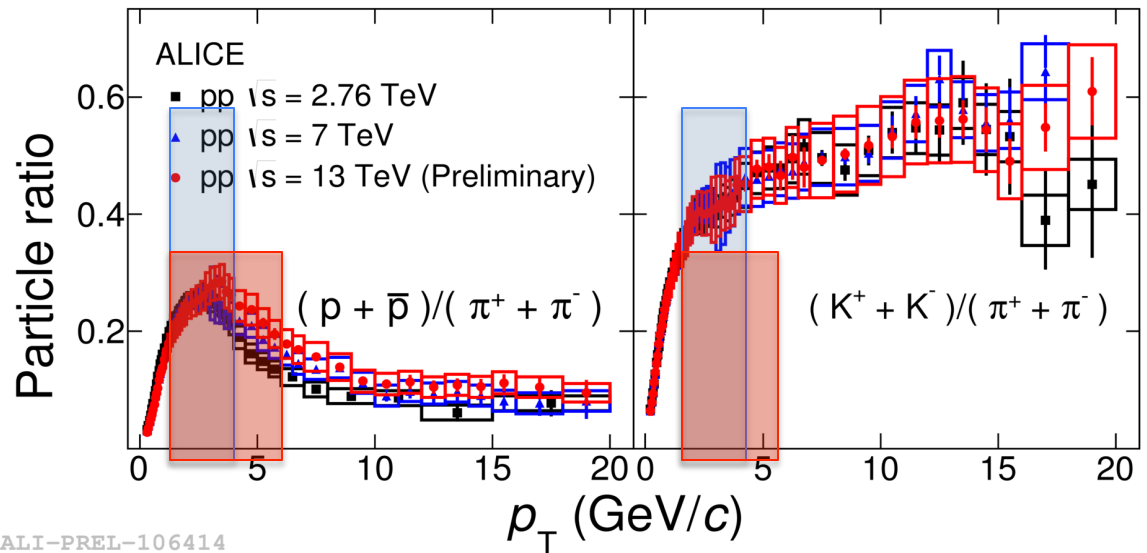 ALICE
pp √s = 2.76 TeV
pp √s = 7 TeV
pp √s = 13 TeV (Preliminary)
Particle ratio
0.6
0.4
0.2
( p + p̄ )/( π⁺ + π⁻ )
( K⁺ + K⁻ )/( π⁺ + π⁻ )
0 5 10 15 20 0 5 10 15 20
p_T (GeV/c)
ALI-PREL-106414